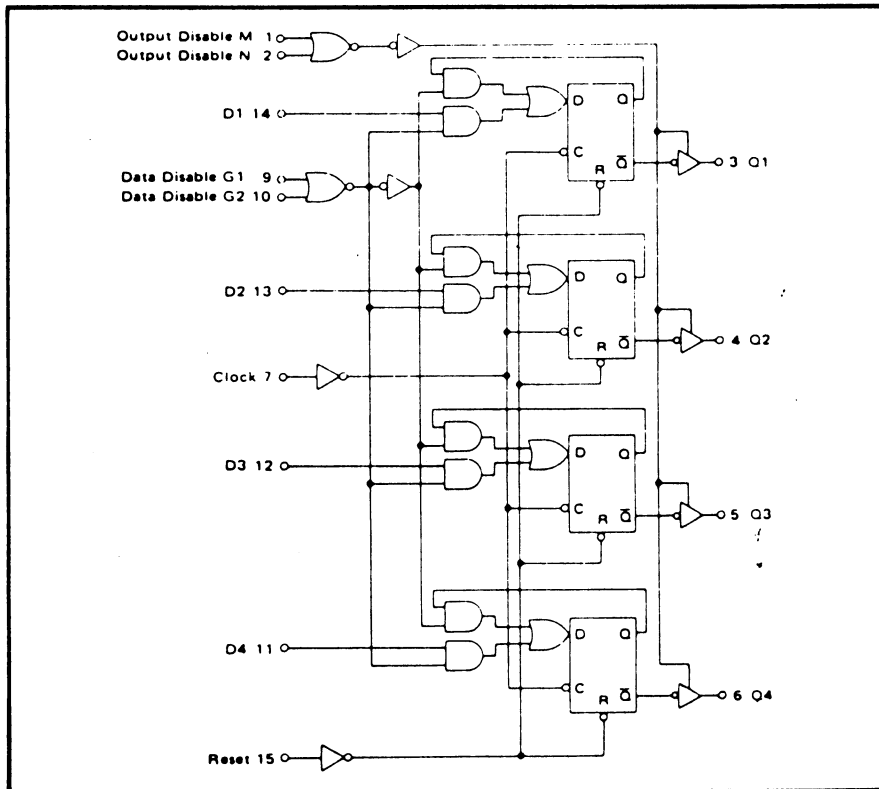 Output Disable M 1
Output Disable N 2
D Q
D1 14
C
R Q̅ 3 Q1
Data Disable G1 9
Data Disable G2 10
D Q
D2 13
C
R Q̅ 4 Q2
Clock 7
D Q
D3 12
C
R Q̅ 5 Q3
D Q
D4 11
C
R Q̅ 6 Q4
Reset 15